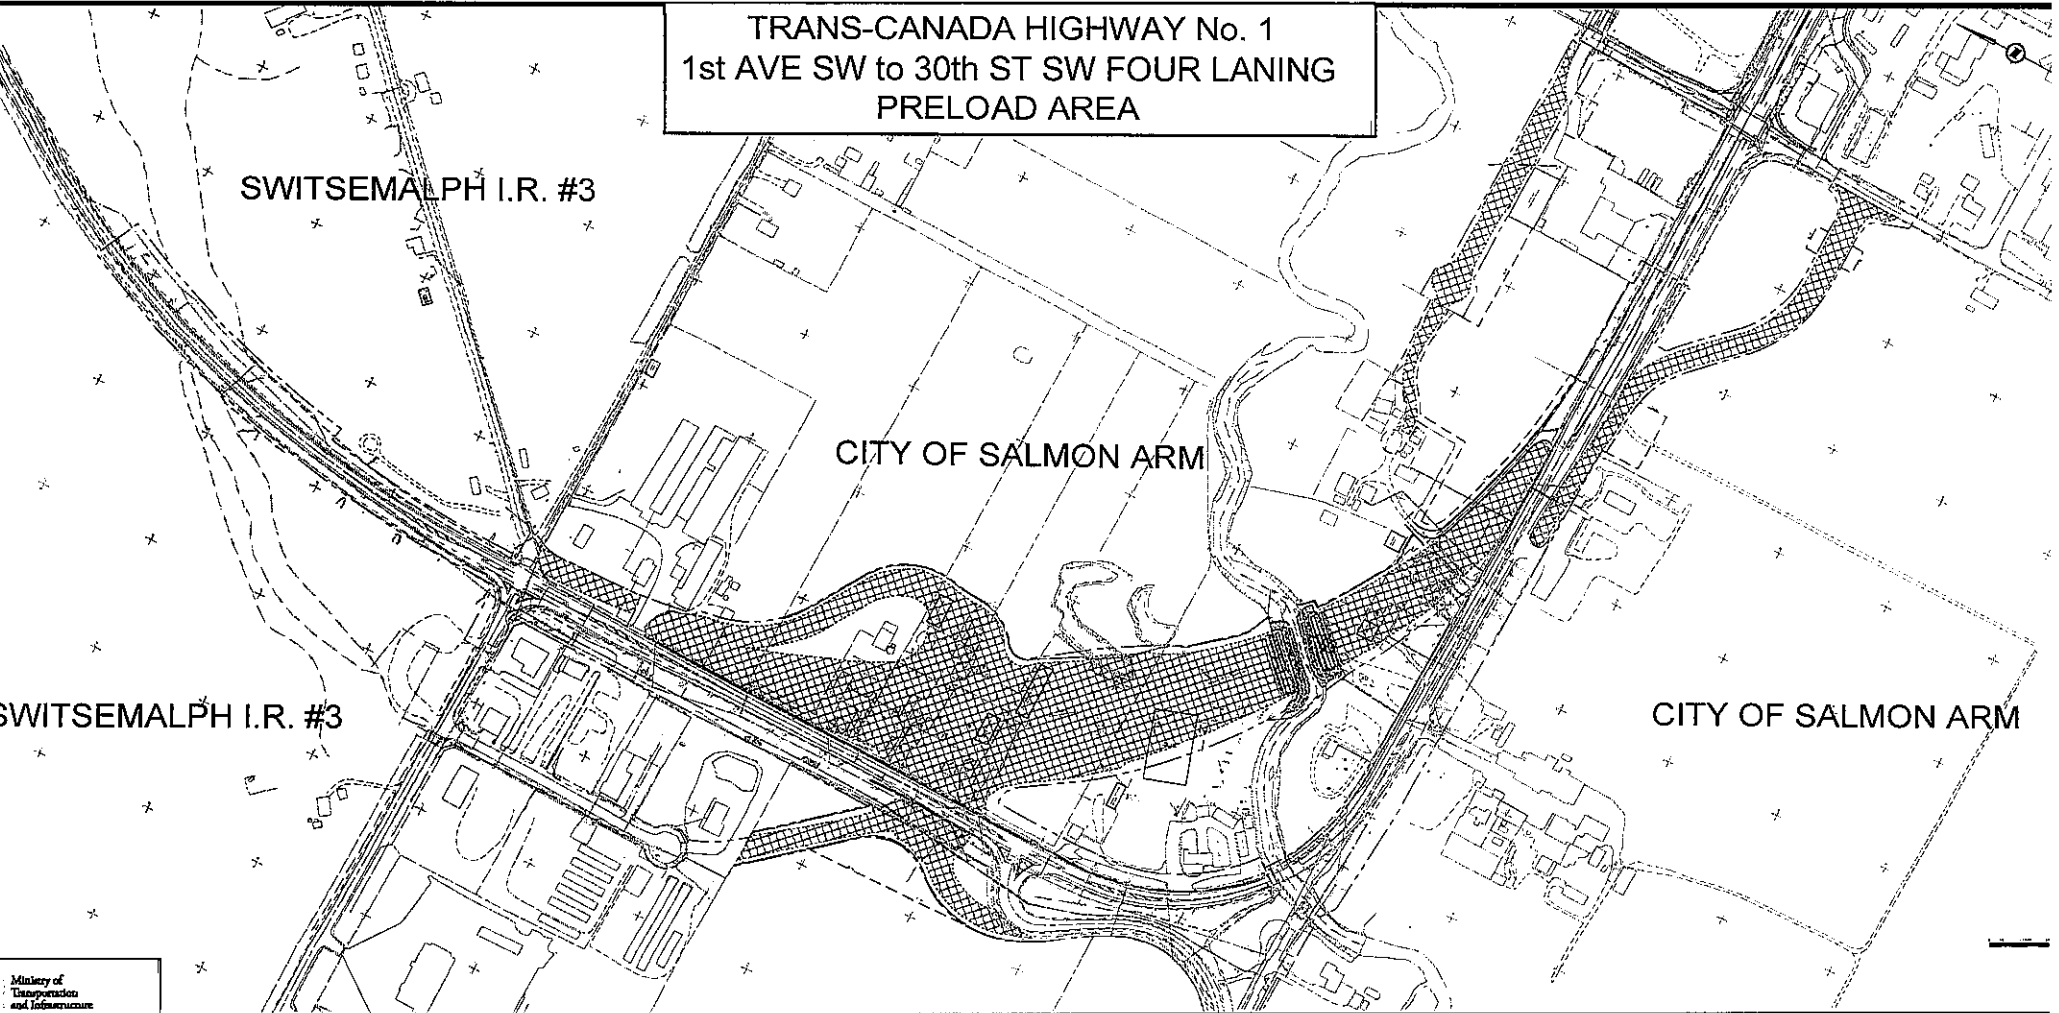 TRANS-CANADA HIGHWAY No. 1
1st AVE SW to 30th ST SW FOUR LANING
PRELOAD AREA
SWITSEMALPH I.R. #3
CITY OF SALMON ARM
SWITSEMALPH I.R. #3
CITY OF SALMON ARM
Ministry of
Transportation
and Infrastructure